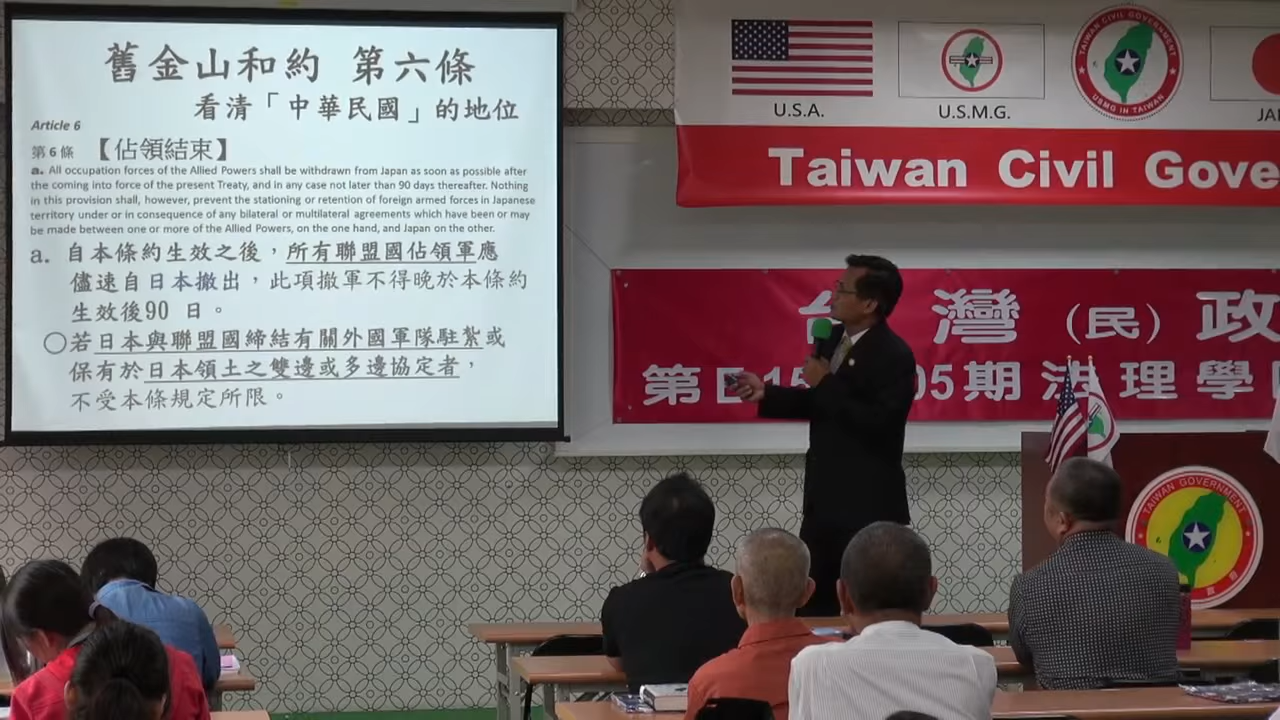 舊金山和約 第六條
看清「中華民國」的地位
Article 6
第 6 條 【佔領結束】
a. All occupation forces of the Allied Powers shall be withdrawn from Japan as soon as possible after
the coming into force of the present Treaty, and in any case not later than 90 days thereafter. Nothing
in this provision shall, however, prevent the stationing or retention of foreign armed forces in Japanese
territory under or in consequence of any bilateral or multilateral agreements which have been or may
be made between one or more of the Allied Powers, on the one hand, and Japan on the other.
a. 自本條約生效之後，所有聯盟國佔領軍應
儘速自日本撤出，此項撤軍不得晚於本條約
生效後90 日。
○若日本與聯盟國締結有關外國軍隊駐紮或
保有於日本領土之雙邊或多邊協定者，
不受本條規定所限。
U.S.A.
U.S.M.G.
TAIWAN CIVIL GOVERNMENT
USMG IN TAIWAN
JA
Taiwan Civil Gove
台灣（民）政
第 15 05期 法理學
TAIWAN GOVERNMENT